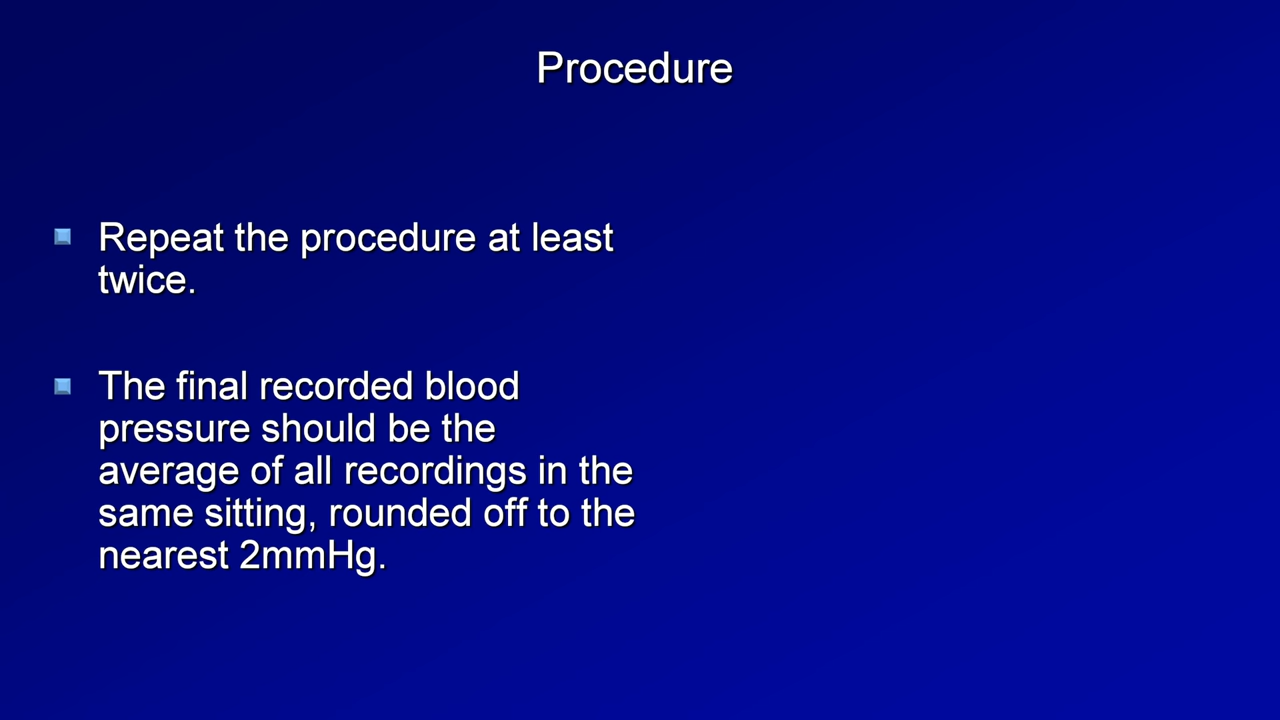 Procedure
Repeat the procedure at least
twice.
The final recorded blood
pressure should be the
average of all recordings in the
same sitting, rounded off to the
nearest 2mmHg.